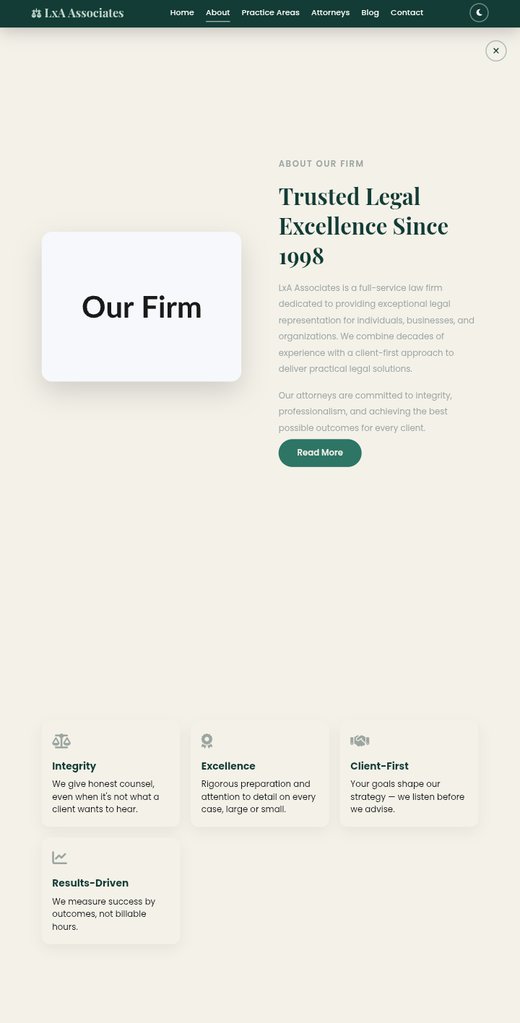 LxA Associates
Home About Practice Areas Attorneys Blog Contact
ABOUT OUR FIRM
Trusted Legal
Excellence Since
1998
Our Firm
LxA Associates is a full-service law firm
dedicated to providing exceptional legal
representation for individuals, businesses, and
organizations. We combine decades of
experience with a client-first approach to
deliver practical legal solutions.
Our attorneys are committed to integrity,
professionalism, and achieving the best
possible outcomes for every client.
Read More
Integrity
We give honest counsel,
even when it's not what a
client wants to hear.
Excellence
Rigorous preparation and
attention to detail on every
case, large or small.
Client-First
Your goals shape our
strategy — we listen before
we advise.
Results-Driven
We measure success by
outcomes, not billable
hours.